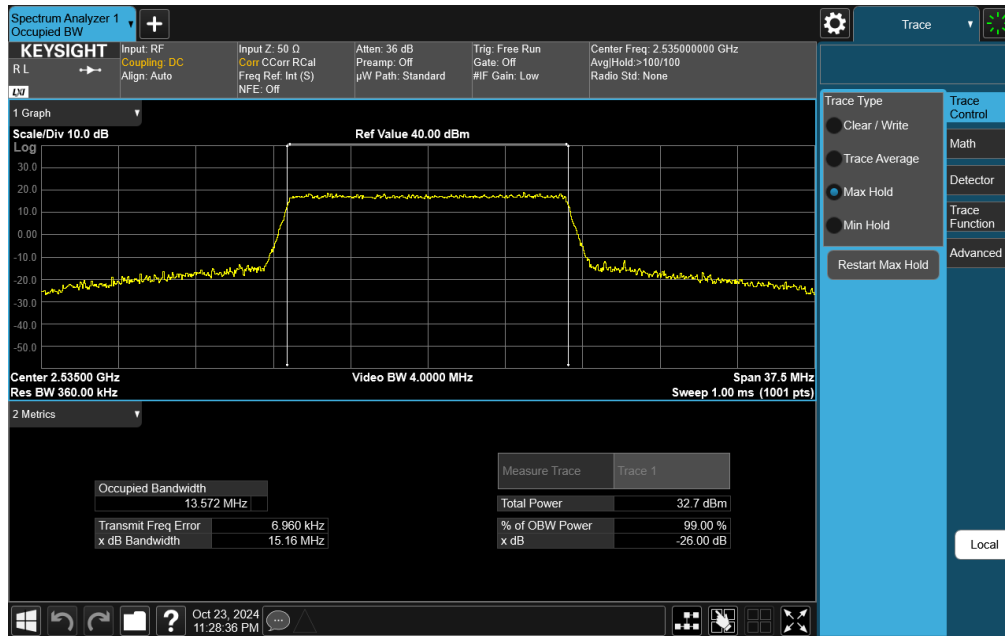 Spectrum Analyzer 1
Occupied BW
+
Trace
KEYSIGHT
R L
LXI
Input: RF
Coupling: DC
Align: Auto
Input Z: 50 Ω
Corr CCorr RCal
Freq Ref: Int (S)
NFE: Off
Atten: 36 dB
Preamp: Off
µW Path: Standard
Trig: Free Run
Gate: Off
#IF Gain: Low
Center Freq: 2.535000000 GHz
Avg|Hold:>100/100
Radio Std: None
1 Graph
Scale/Div 10.0 dB
Ref Value 40.00 dBm
Log
30.0
20.0
10.0
0.00
-10.0
-20.0
-30.0
-40.0
-50.0
Center 2.53500 GHz
Video BW 4.0000 MHz
Span 37.5 MHz
Res BW 360.00 kHz
Sweep 1.00 ms (1001 pts)
2 Metrics
Measure Trace
Trace 1
Occupied Bandwidth
13.572 MHz
Total Power
32.7 dBm
Transmit Freq Error
6.960 kHz
% of OBW Power
99.00 %
x dB Bandwidth
15.16 MHz
x dB
-26.00 dB
Trace Type
Clear / Write
Trace Average
Max Hold
Min Hold
Restart Max Hold
Trace
Control
Math
Detector
Trace
Function
Advanced
Local
?
Oct 23, 2024
11:28:36 PM